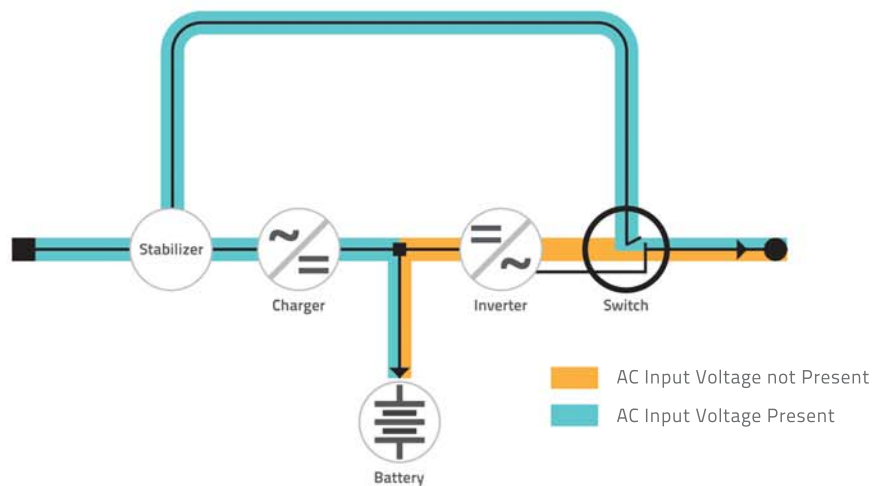 Stabilizer
Charger
Inverter
Switch
AC Input Voltage not Present
AC Input Voltage Present
Battery